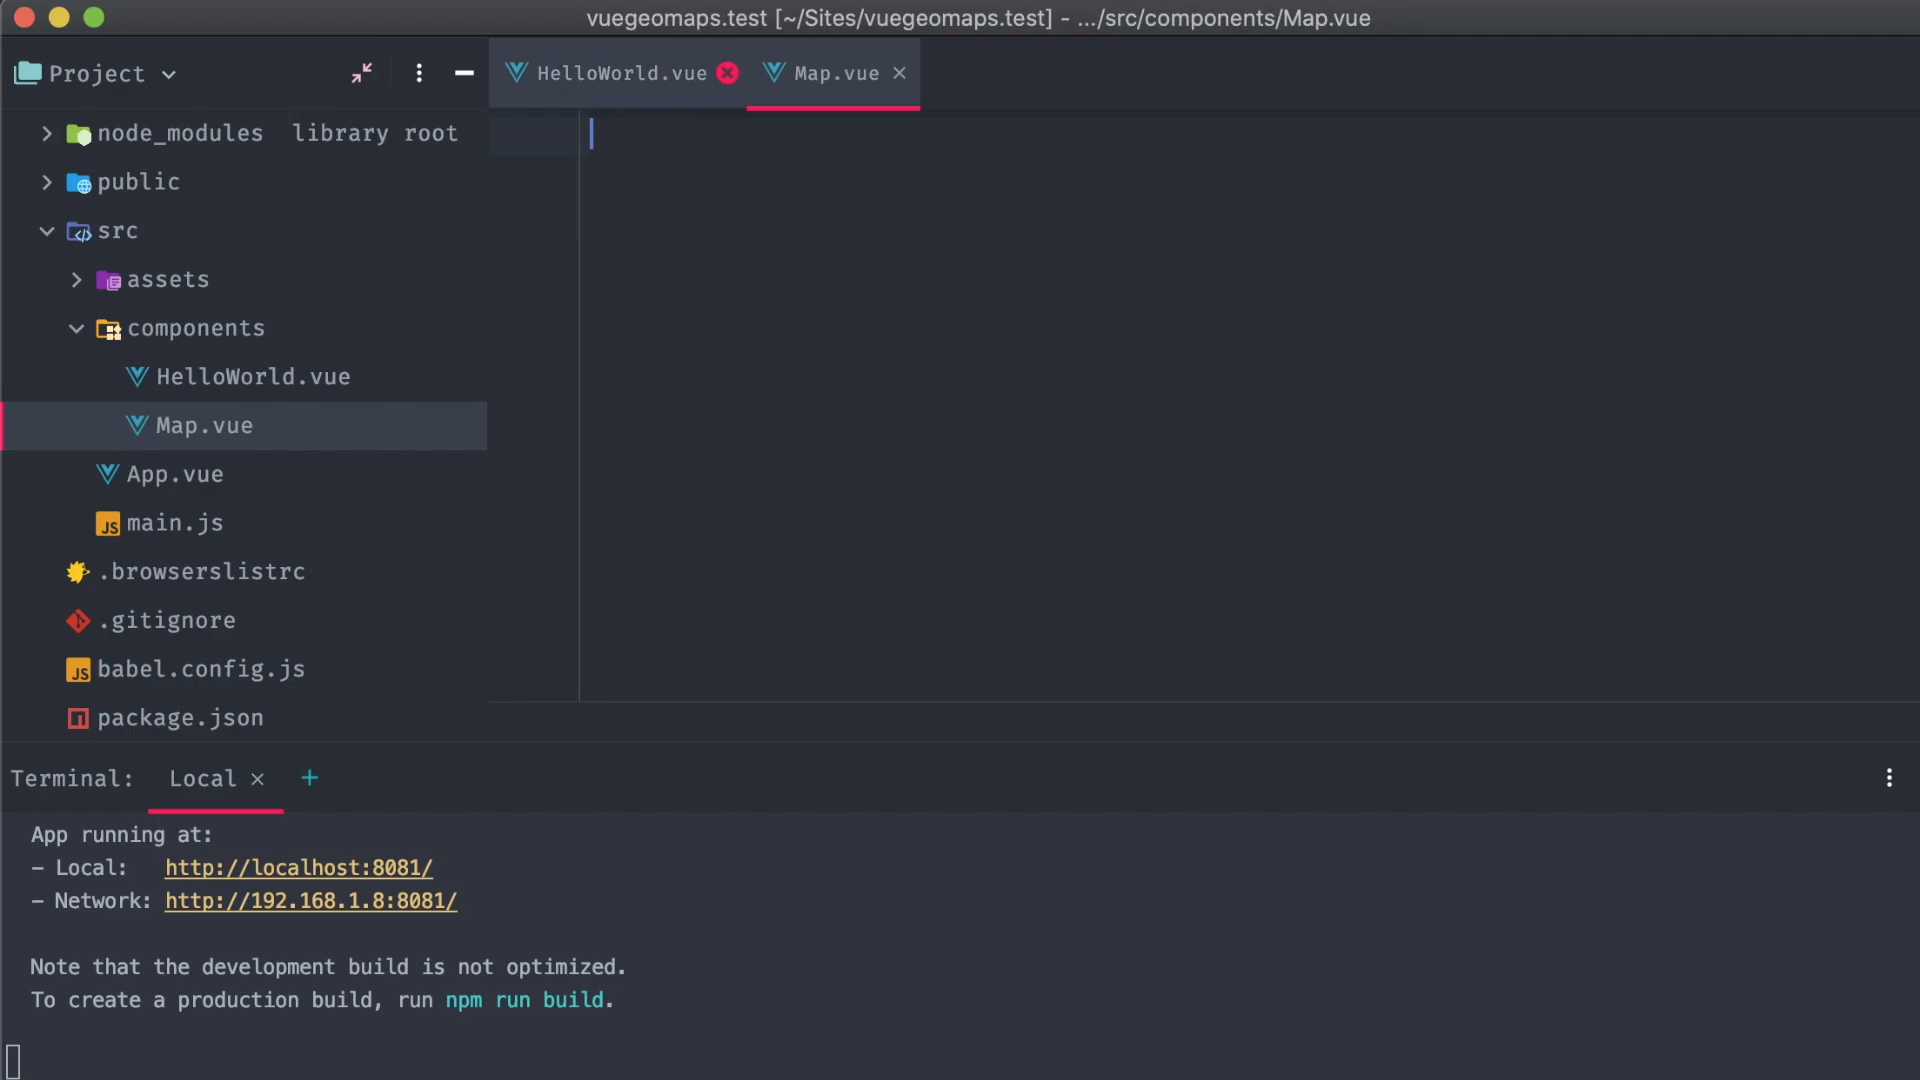 vuegeomaps.test [~/Sites/vuegeomaps.test] - .../src/components/Map.vue
Project
HelloWorld.vue
Map.vue
node_modules library root
public
src
assets
components
HelloWorld.vue
Map.vue
App.vue
JS main.js
.browserslistrc
.gitignore
JS babel.config.js
package.json
Terminal: Local +
App running at:
- Local: http://localhost:8081/
- Network: http://192.168.1.8:8081/
Note that the development build is not optimized.
To create a production build, run npm run build.